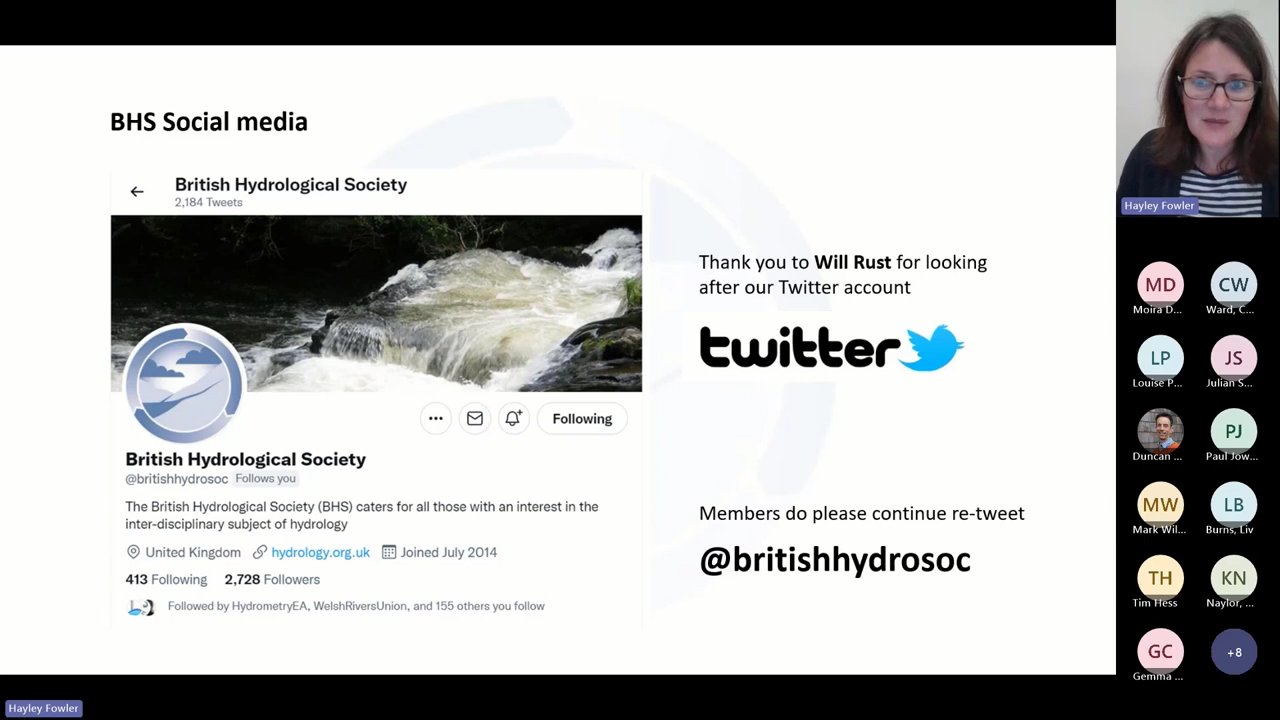 BHS Social media
British Hydrological Society
2,184 Tweets
Following
British Hydrological Society
@britishhydrosoc Follows you
The British Hydrological Society (BHS) caters for all those with an interest in the
inter-disciplinary subject of hydrology
United Kingdom hydrology.org.uk Joined July 2014
413 Following 2,728 Followers
Followed by HydrometryEA, WelshRiversUnion, and 155 others you follow
Thank you to Will Rust for looking
after our Twitter account
twitter
Members do please continue re-tweet
@britishhydrosoc
Hayley Fowler
MD CW
Moira D... Ward, C...
LP JS
Louise P... Julian S...
PJ
Duncan ... Paul Jow...
MW LB
Mark Wil... Burns, Liv
TH KN
Tim Hess Naylor, ...
GC +8
Gemma ...
Hayley Fowler